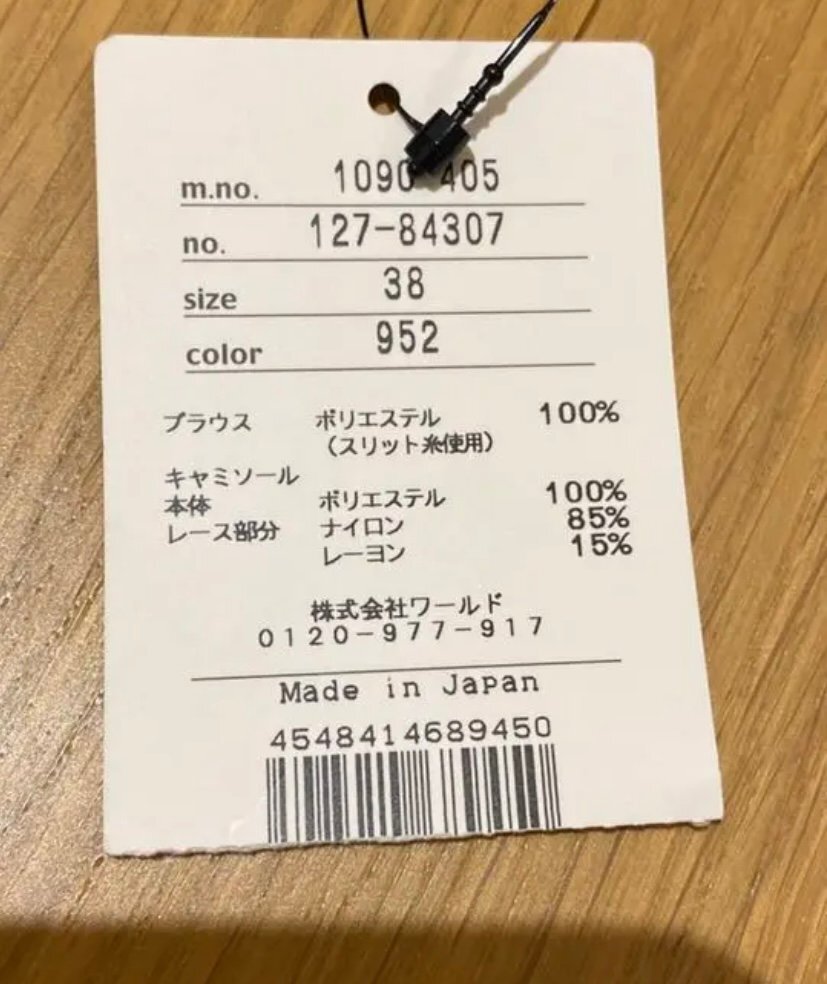 m.no. 1090 405
no. 127-84307
size 38
color 952
ブラウス ポリエステル 100%
(スリット糸使用)
キャミソール
本体 ポリエステル 100%
レース部分 ナイロン 85%
レーヨン 15%
株式会社ワールド
0120-977-917
Made in Japan
4548414689450